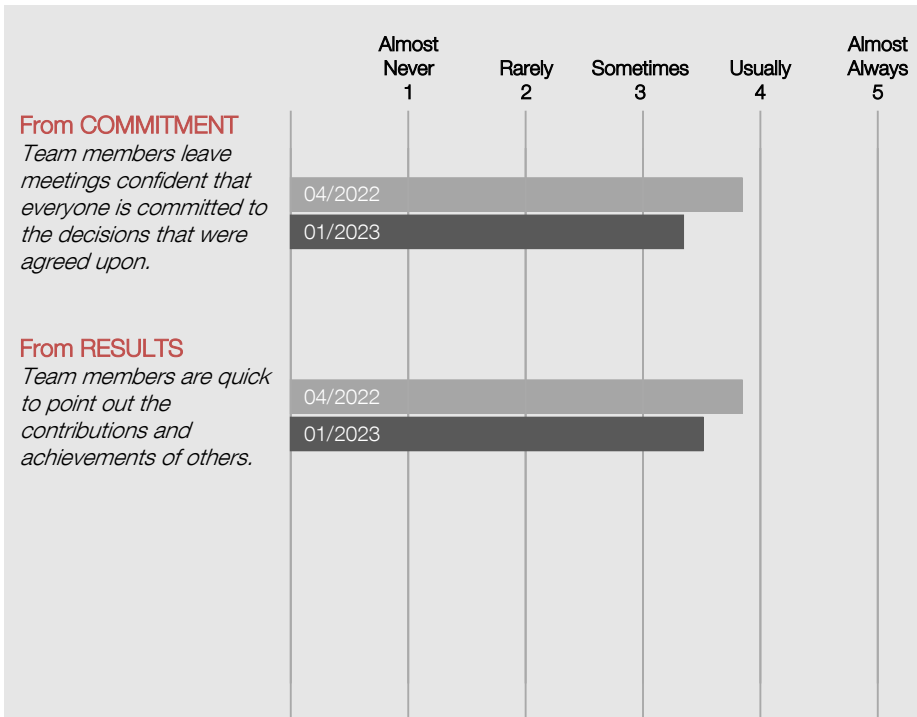 Almost
Never
1
Rarely
2
Sometimes
3
Usually
4
Almost
Always
5
From COMMITMENT
Team members leave
meetings confident that
everyone is committed to
the decisions that were
agreed upon.
04/2022
01/2023
From RESULTS
Team members are quick
to point out the
contributions and
achievements of others.
04/2022
01/2023